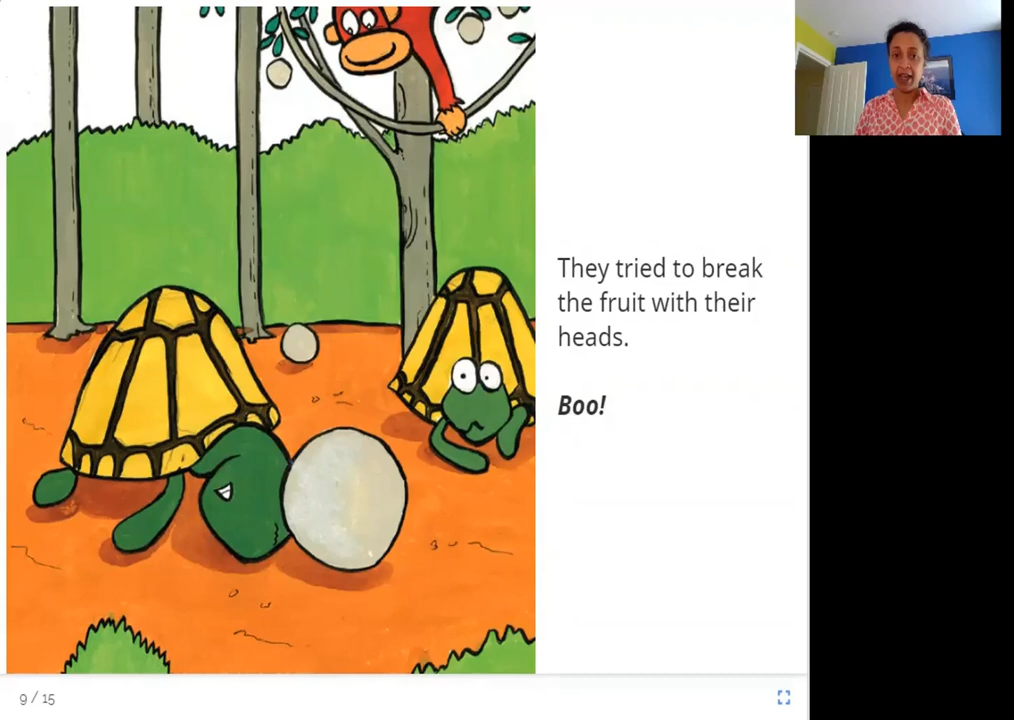 They tried to break
the fruit with their
heads.
Boo!
9 / 15